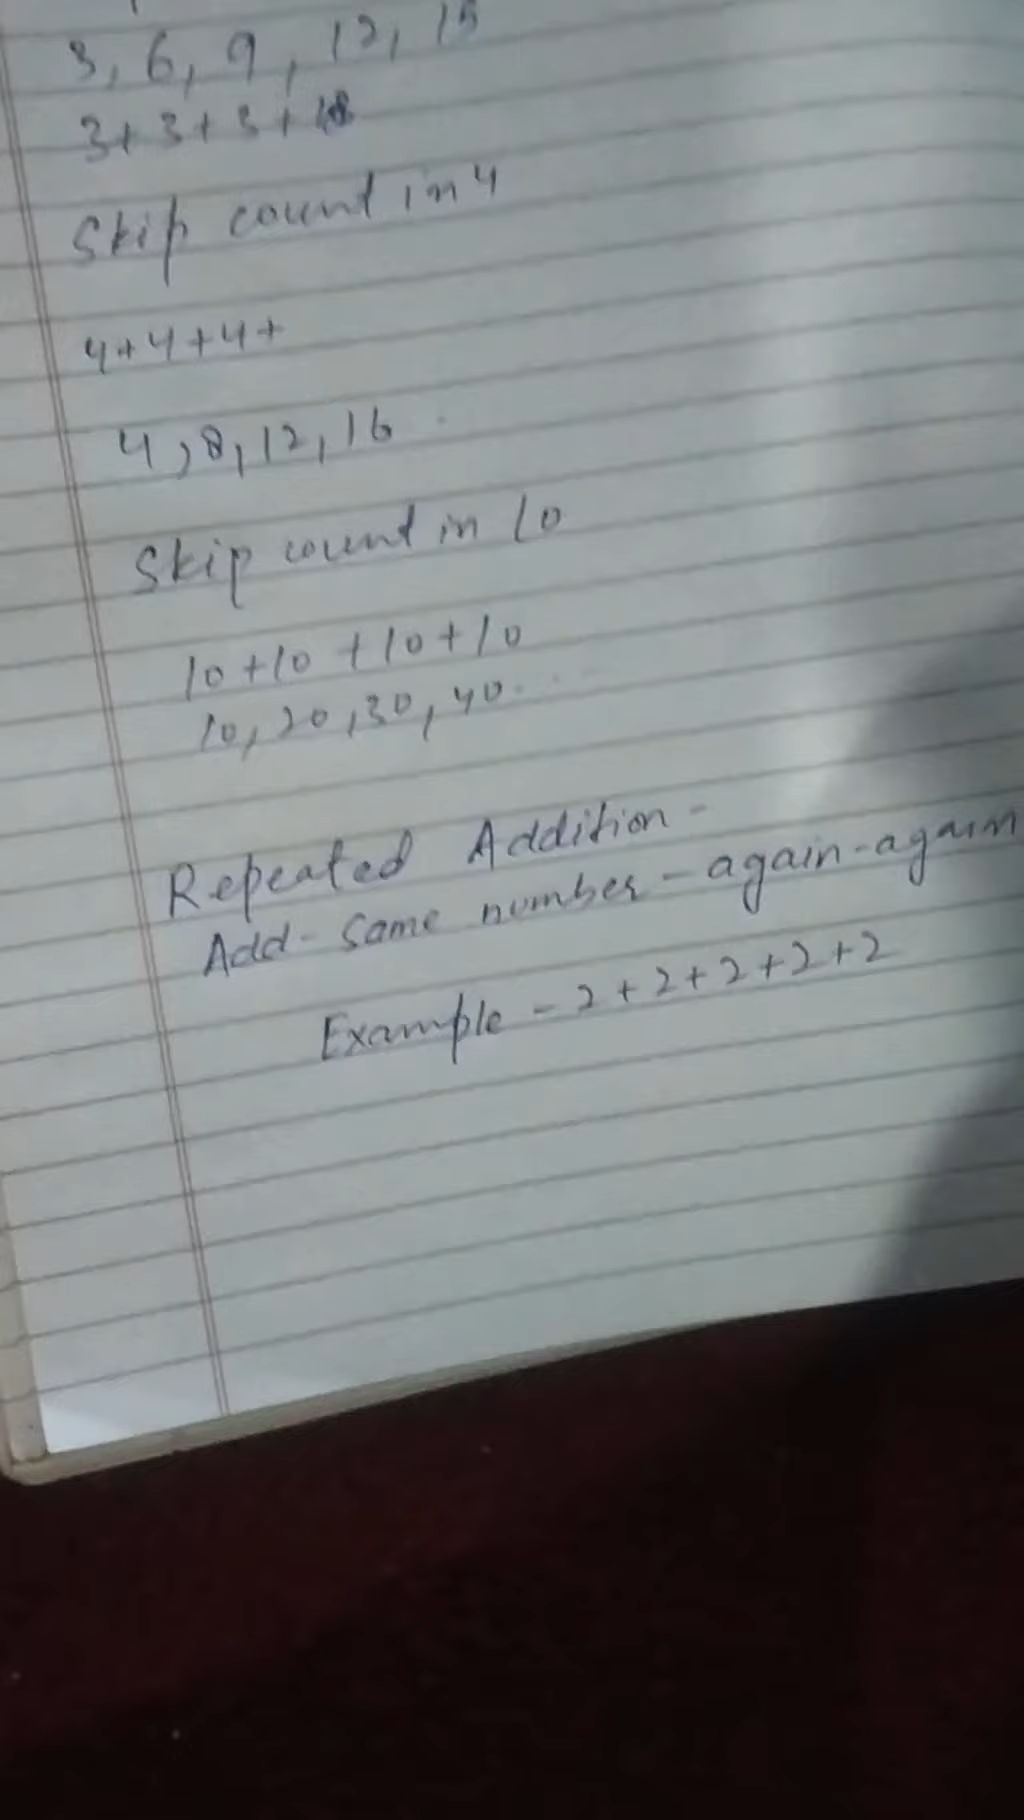 3, 6, 9, 12, 15
3+3+3+
Skip count in 4
4+4+4+
4,8,12,16
Skip count in 10
10+10+10+10
10,20,30,40..
Repeated Addition-
Add- Same number-again-again
Example-2+2+2+2+2